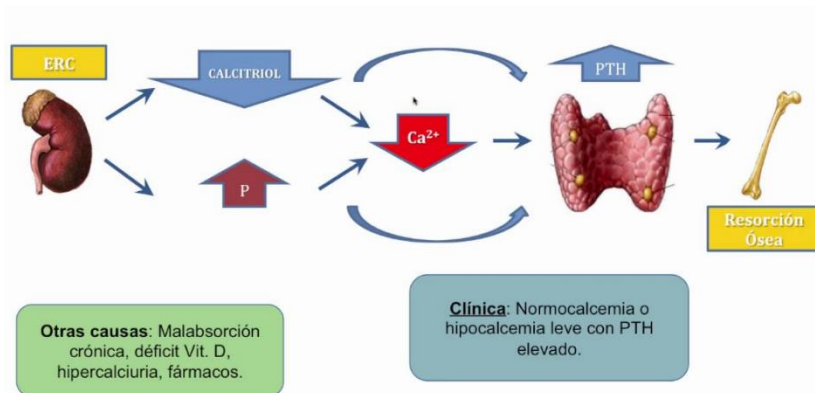 ERC
CALCITRIOL
PTH
Ca²⁺
P
Resorción
Ósea
Otras causas: Malabsorción
crónica, déficit Vit. D,
hipercalciuria, fármacos.
Clínica: Normocalcemia o
hipocalcemia leve con PTH
elevado.